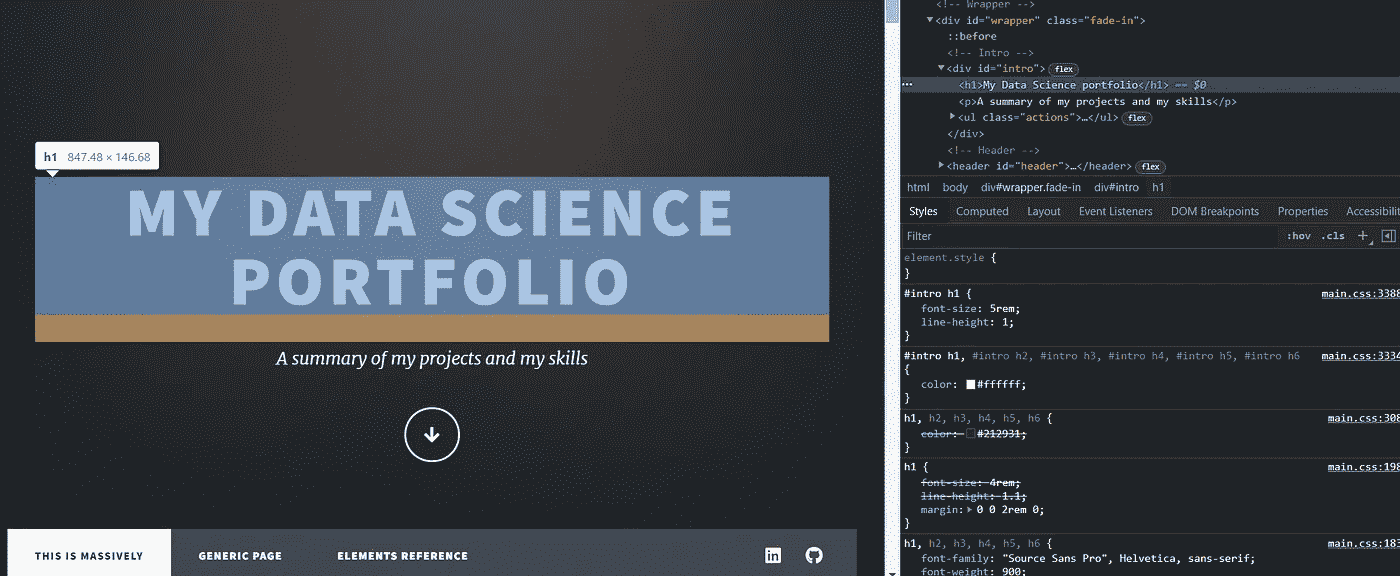 h1 847.48 × 146.68
MY DATA SCIENCE
PORTFOLIO
A summary of my projects and my skills
THIS IS MASSIVELY GENERIC PAGE ELEMENTS REFERENCE
<!-- Wrapper -->
<div id="wrapper" class="fade-in">
::before
<!-- Intro -->
<div id="intro"> flex
<h1>My Data Science portfolio</h1> == $0
<p>A summary of my projects and my skills</p>
<ul class="actions">…</ul> flex
</div>
<!-- Header -->
<header id="header">…</header> flex
html body div#wrapper.fade-in div#intro h1
Styles Computed Layout Event Listeners DOM Breakpoints Properties Accessibilit
Filter :hov .cls
element.style {
}
#intro h1 { main.css:3388
font-size: 5rem;
line-height: 1;
}
#intro h1, #intro h2, #intro h3, #intro h4, #intro h5, #intro h6 main.css:3334
{
color: #ffffff;
}
h1, h2, h3, h4, h5, h6 { main.css:308
color: #212931;
}
h1 { main.css:198
font-size: 4rem;
line-height: 1.1;
margin: 0 0 2rem 0;
}
h1, h2, h3, h4, h5, h6 { main.css:183
font-family: "Source Sans Pro", Helvetica, sans-serif;
font-weight: 900;